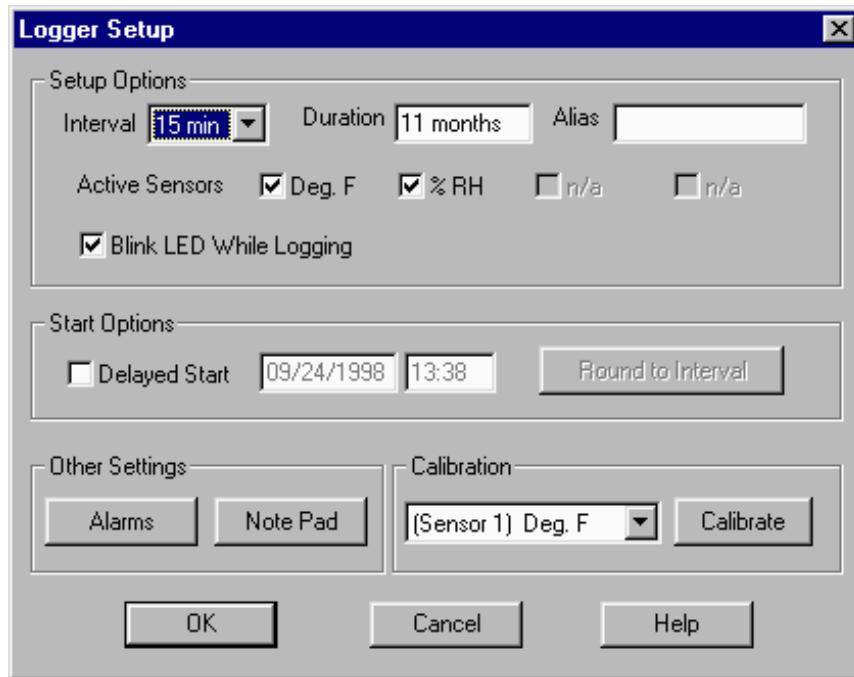 Logger Setup
Setup Options
Interval 15 min Duration 11 months Alias
Active Sensors Deg. F % RH n/a n/a
Blink LED While Logging
Start Options
Delayed Start 09/24/1998 13:38 Round to Interval
Other Settings Calibration
Alarms Note Pad (Sensor 1) Deg. F Calibrate
OK Cancel Help